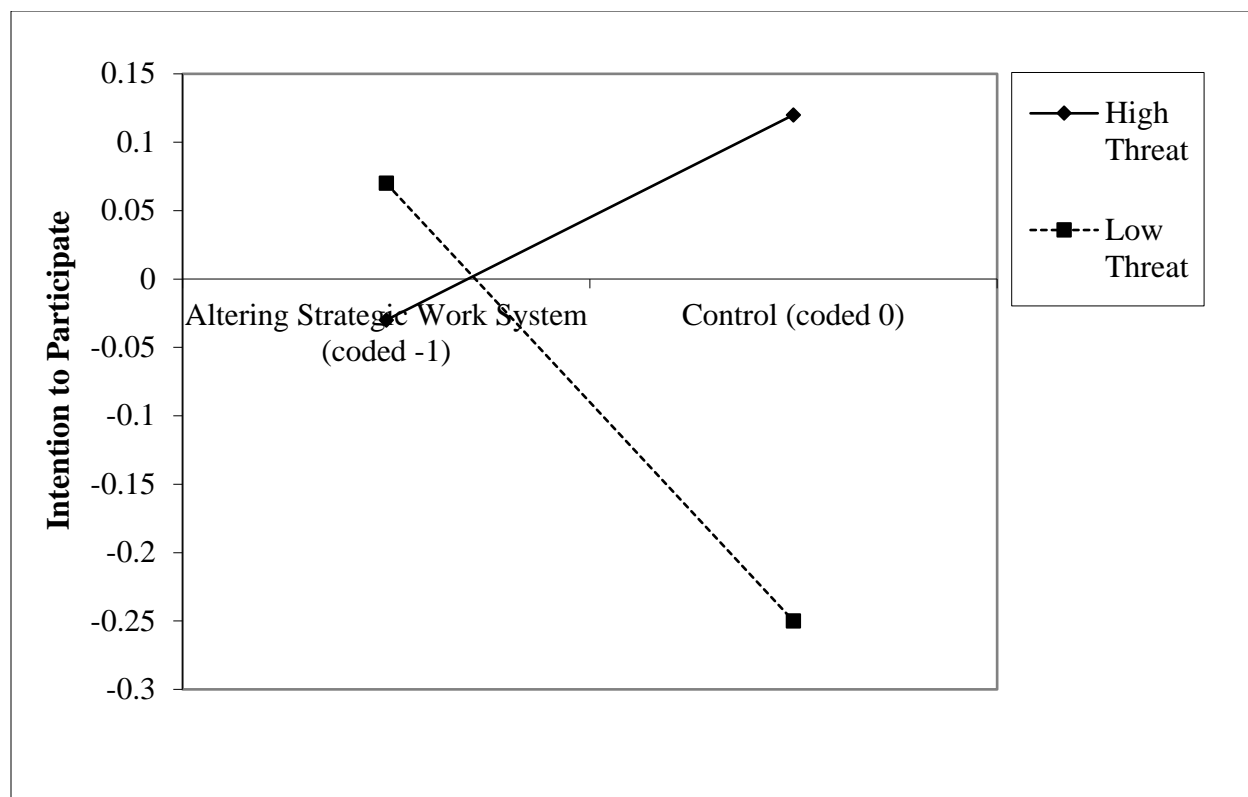 0.15
0.1
0.05
0
-0.05
-0.1
-0.15
-0.2
-0.25
-0.3
Intention to Participate
Altering Strategic Work System
(coded -1)
Control (coded 0)
High
Threat
Low
Threat